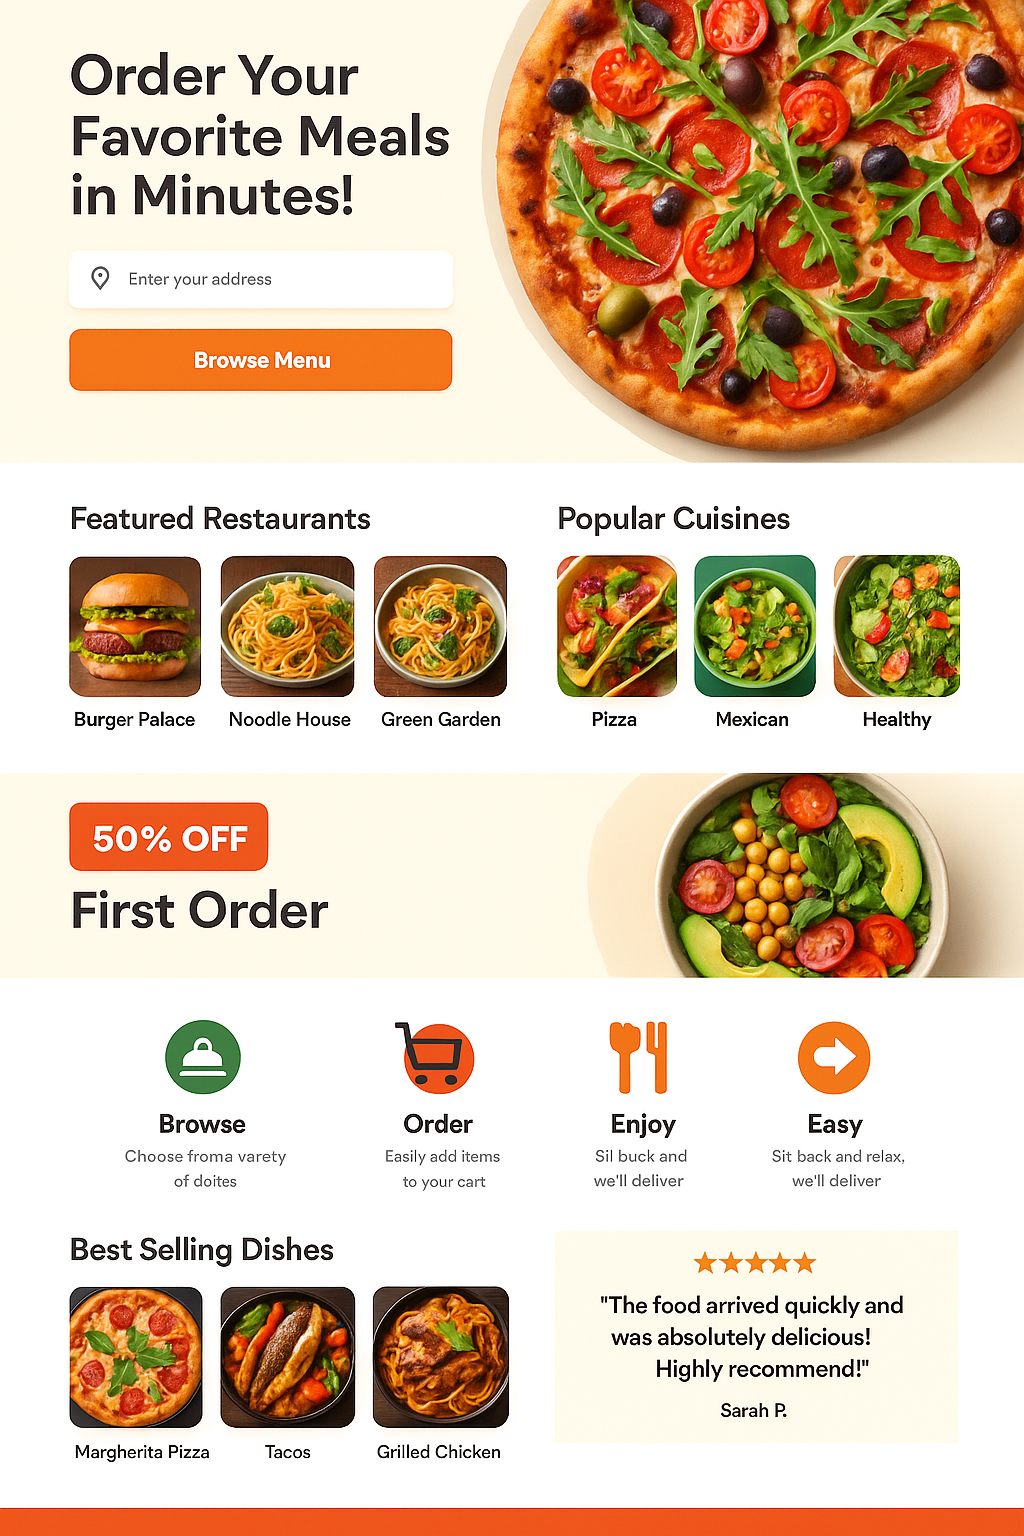 Order Your
Favorite Meals
in Minutes!
Enter your address
Browse Menu
Featured Restaurants
Burger Palace
Noodle House
Green Garden
Popular Cuisines
Pizza
Mexican
Healthy
50% OFF
First Order
Browse
Choose froma varety
of doites
Order
Easily add items
to your cart
Enjoy
Sil buck and
we'll deliver
Easy
Sit back and relax,
we'll deliver
Best Selling Dishes
Margherita Pizza
Tacos
Grilled Chicken
"The food arrived quickly and
was absolutely delicious!
Highly recommend!"
Sarah P.